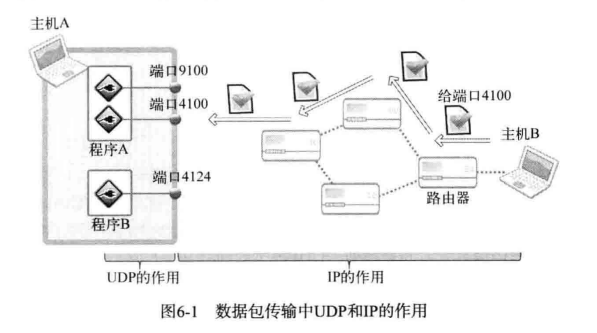 主机A
端口9100
端口4100
程序A
端口4124
程序B
给端口4100
主机B
路由器
UDP的作用
IP的作用
图6-1 数据包传输中UDP和IP的作用